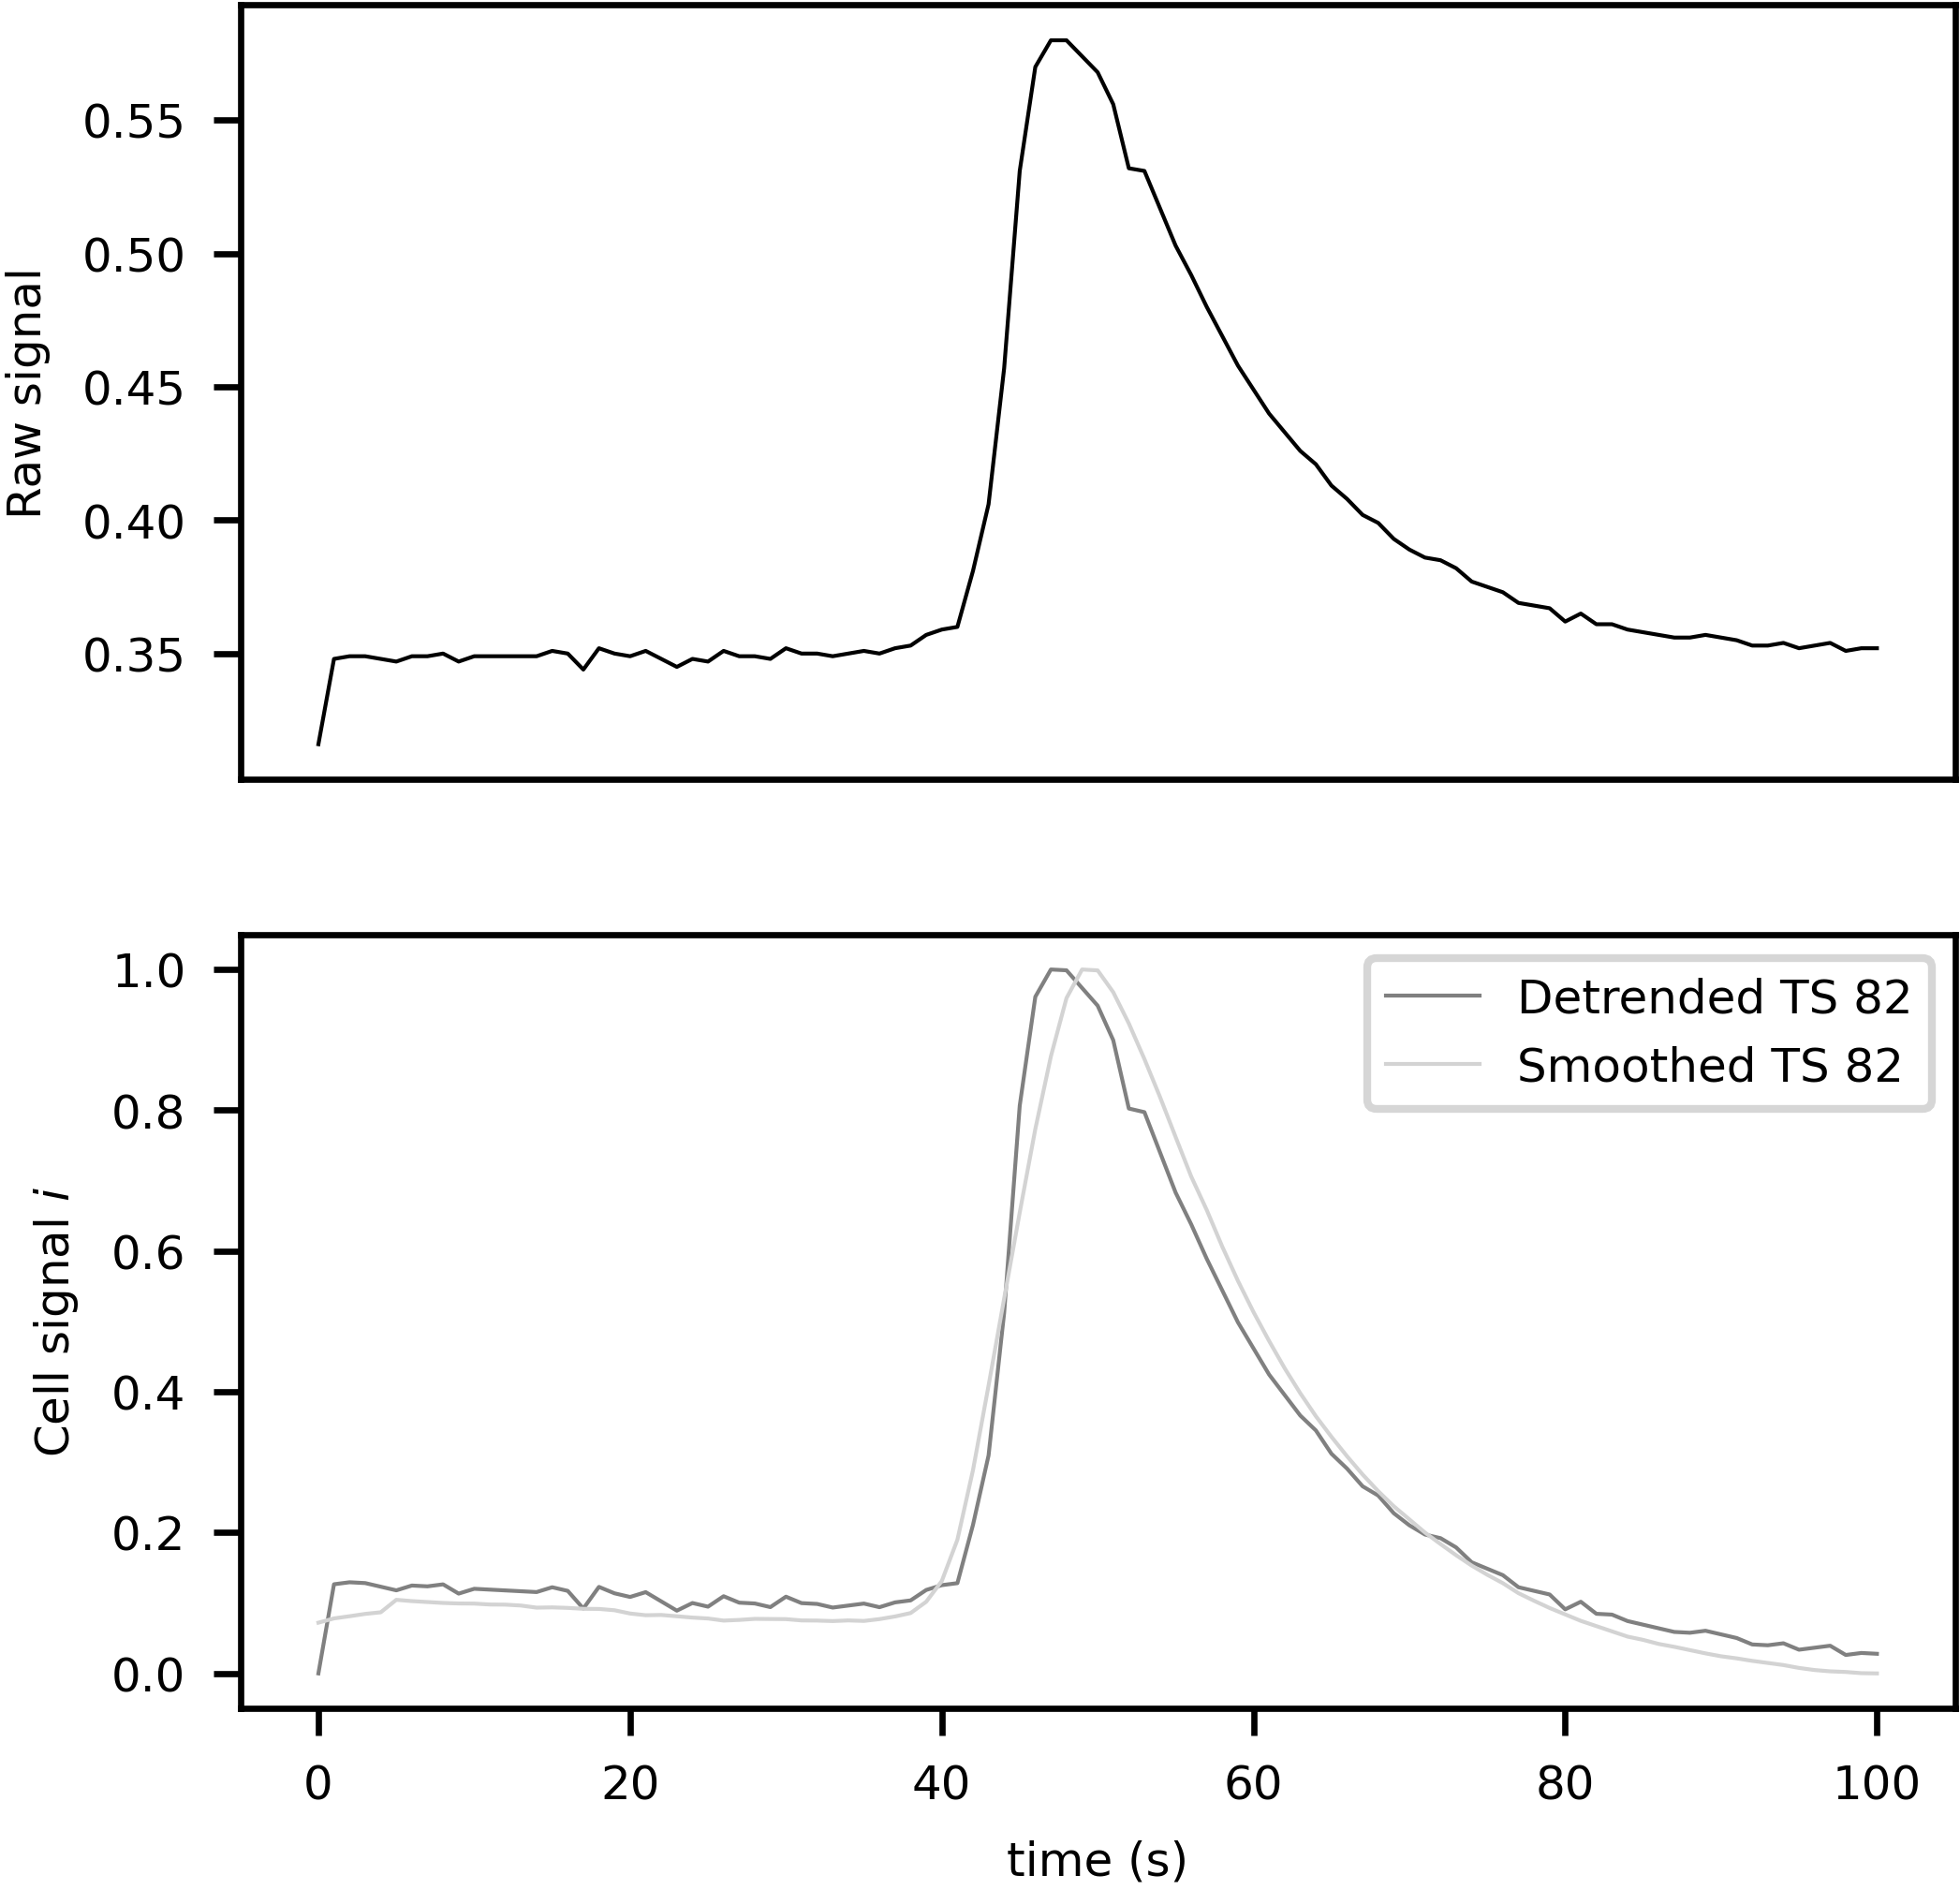 Raw signal
0.55
0.50
0.45
0.40
0.35
Cell signal i
1.0
0.8
0.6
0.4
0.2
0.0
Detrended TS 82
Smoothed TS 82
0 20 40 60 80 100
time (s)